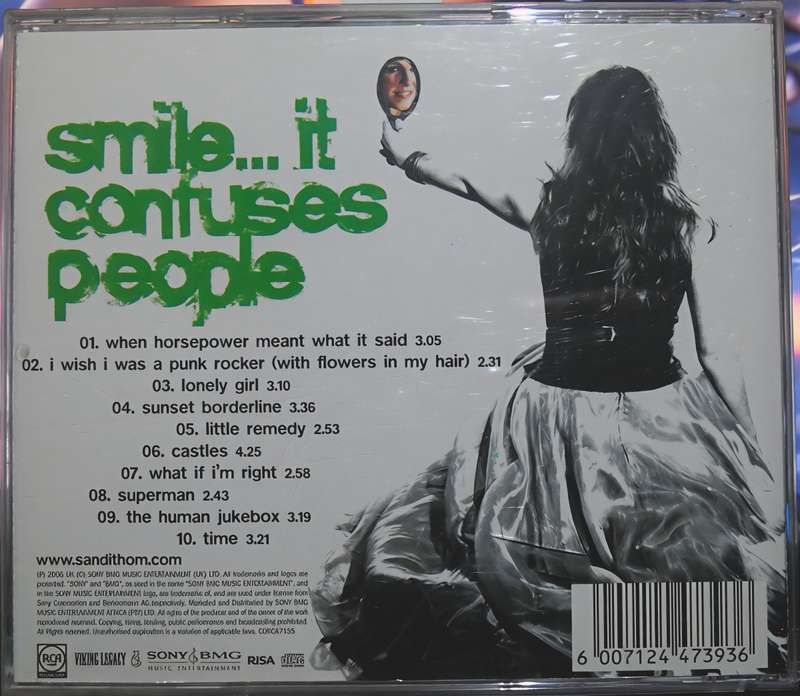 smile... it
confuses
people
01. when horsepower meant what it said 3.05
02. i wish i was a punk rocker (with flowers in my hair) 2.31
03. lonely girl 3.10
04. sunset borderline 3.36
05. little remedy 2.53
06. castles 4.25
07. what if i'm right 2.58
08. superman 2.43
09. the human jukebox 3.19
10. time 3.21
www.sandithom.com
(P) 2006 UK (C) SONY BMG MUSIC ENTERTAINMENT (UK) LTD. All trademarks and logos are
protected. "SONY" and "BMG", as used in the name "SONY BMG MUSIC ENTERTAINMENT", and
in the SONY MUSIC ENTERTAINMENT logo, are trademarks of, and are used under license from
Sony Corporation and Bertelsmann AG, respectively. Marketed and Distributed by SONY BMG
MUSIC ENTERTAINMENT AFRICA (PTY) LTD. All rights of the producer and of the owner of the work
reproduced reserved. Copying, hiring, lending, public performance and broadcasting prohibited.
All Rights reserved. Unauthorised duplication is a violation of applicable laws. CDRCA7155
RCA VIKING LEGACY SONY BMG RISA
MUSIC ENTERTAINMENT
6 007124 473936